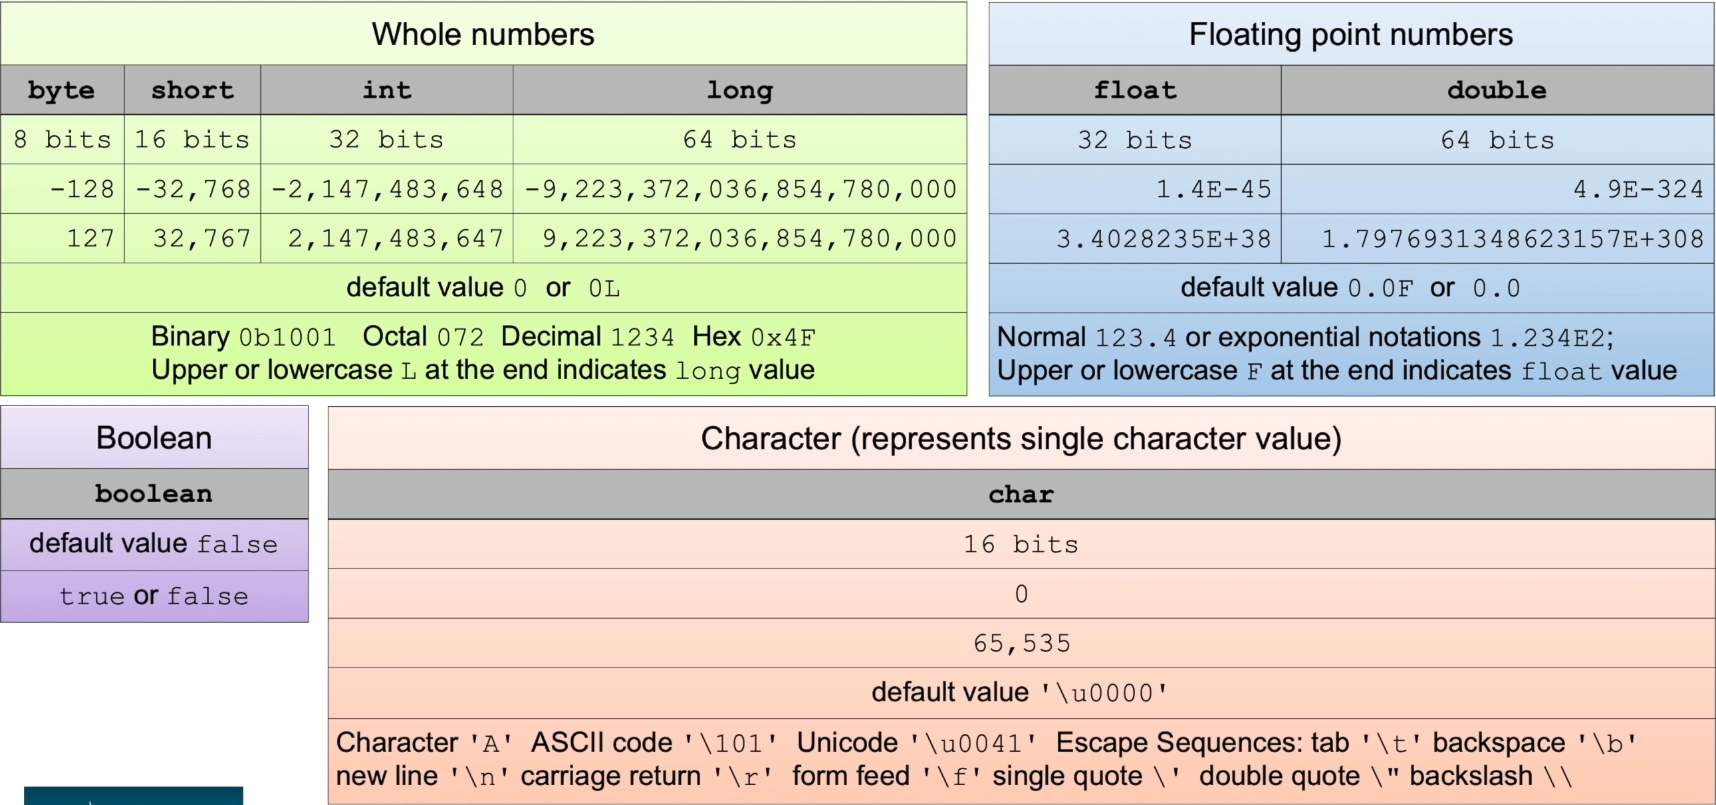 Whole numbers
byte short int long
8 bits 16 bits 32 bits 64 bits
-128 -32,768 -2,147,483,648 -9,223,372,036,854,780,000
127 32,767 2,147,483,647 9,223,372,036,854,780,000
default value 0 or 0L
Binary 0b1001 Octal 072 Decimal 1234 Hex 0x4F
Upper or lowercase L at the end indicates long value
Floating point numbers
float double
32 bits 64 bits
1.4E-45 4.9E-324
3.4028235E+38 1.7976931348623157E+308
default value 0.0F or 0.0
Normal 123.4 or exponential notations 1.234E2;
Upper or lowercase F at the end indicates float value
Boolean
boolean
default value false
true or false
Character (represents single character value)
char
16 bits
0
65,535
default value '\u0000'
Character 'A' ASCII code '\101' Unicode '\u0041' Escape Sequences: tab '\t' backspace '\b'
new line '\n' carriage return '\r' form feed '\f' single quote \' double quote \" backslash \\